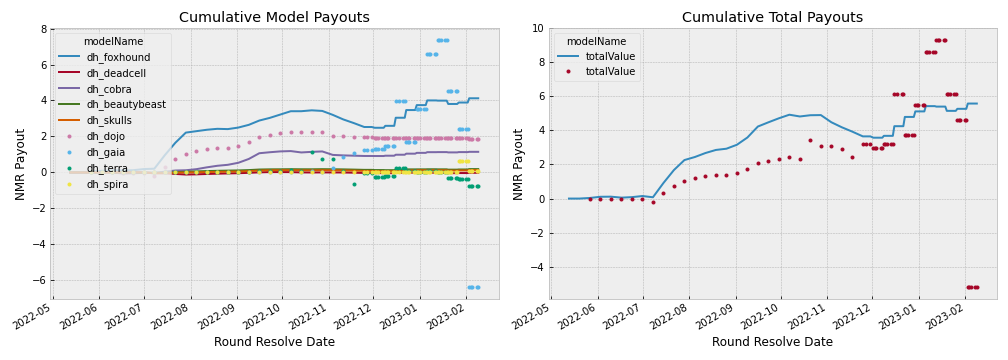 Cumulative Model Payouts
NMR Payout
8
6
4
2
0
−2
−4
−6
modelName
dh_foxhound
dh_deadcell
dh_cobra
dh_beautybeast
dh_skulls
dh_dojo
dh_gaia
dh_terra
dh_spira
2022-05
2022-06
2022-07
2022-08
2022-09
2022-10
2022-11
2022-12
2023-01
2023-02
Round Resolve Date
Cumulative Total Payouts
NMR Payout
10
8
6
4
2
0
−2
−4
modelName
totalValue
totalValue
2022-05
2022-06
2022-07
2022-08
2022-09
2022-10
2022-11
2022-12
2023-01
2023-02
Round Resolve Date